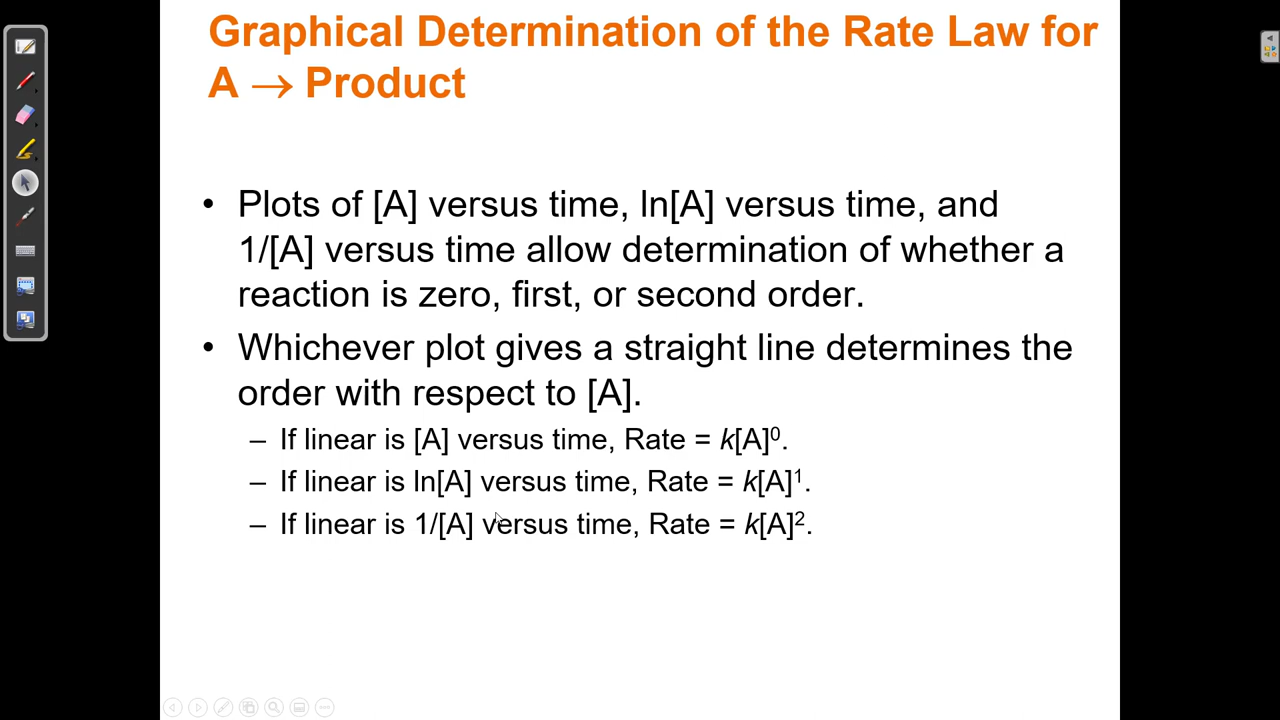 Graphical Determination of the Rate Law for
A → Product
• Plots of [A] versus time, ln[A] versus time, and
1/[A] versus time allow determination of whether a
reaction is zero, first, or second order.
• Whichever plot gives a straight line determines the
order with respect to [A].
– If linear is [A] versus time, Rate = k[A]⁰.
– If linear is ln[A] versus time, Rate = k[A]¹.
– If linear is 1/[A] versus time, Rate = k[A]².